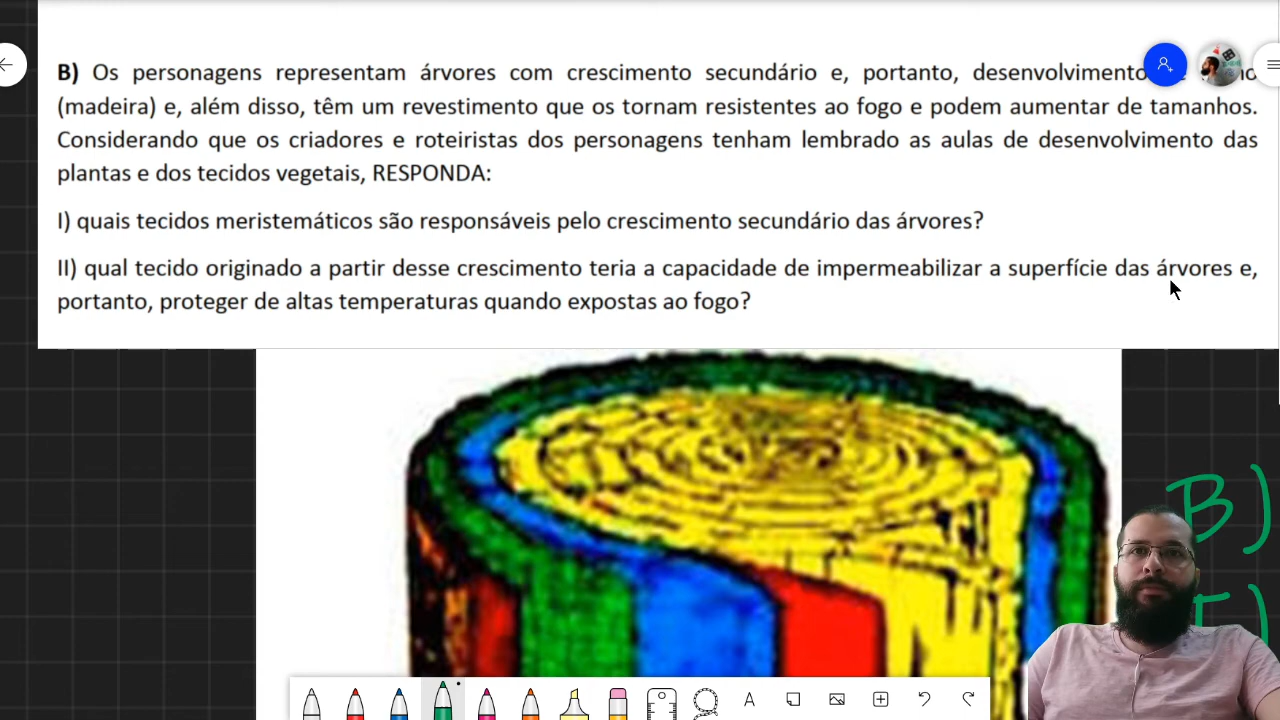 B) Os personagens representam árvores com crescimento secundário e, portanto, desenvolvimento
(madeira) e, além disso, têm um revestimento que os tornam resistentes ao fogo e podem aumentar de tamanhos.
Considerando que os criadores e roteiristas dos personagens tenham lembrado as aulas de desenvolvimento das
plantas e dos tecidos vegetais, RESPONDA:
I) quais tecidos meristemáticos são responsáveis pelo crescimento secundário das árvores?
II) qual tecido originado a partir desse crescimento teria a capacidade de impermeabilizar a superfície das árvores e,
portanto, proteger de altas temperaturas quando expostas ao fogo?
B)
A